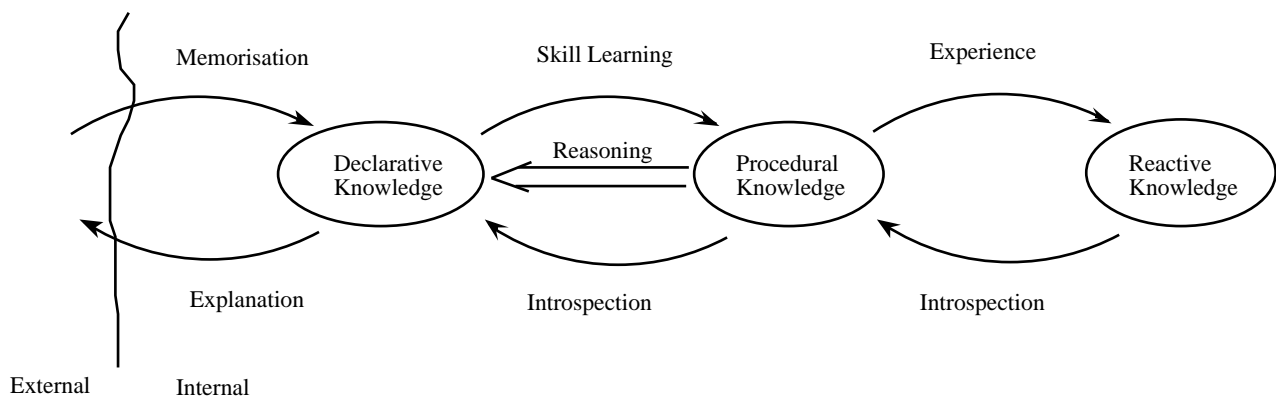 Memorisation
Skill Learning
Experience
Reasoning
Declarative
Knowledge
Procedural
Knowledge
Reactive
Knowledge
Explanation
Introspection
Introspection
External
Internal